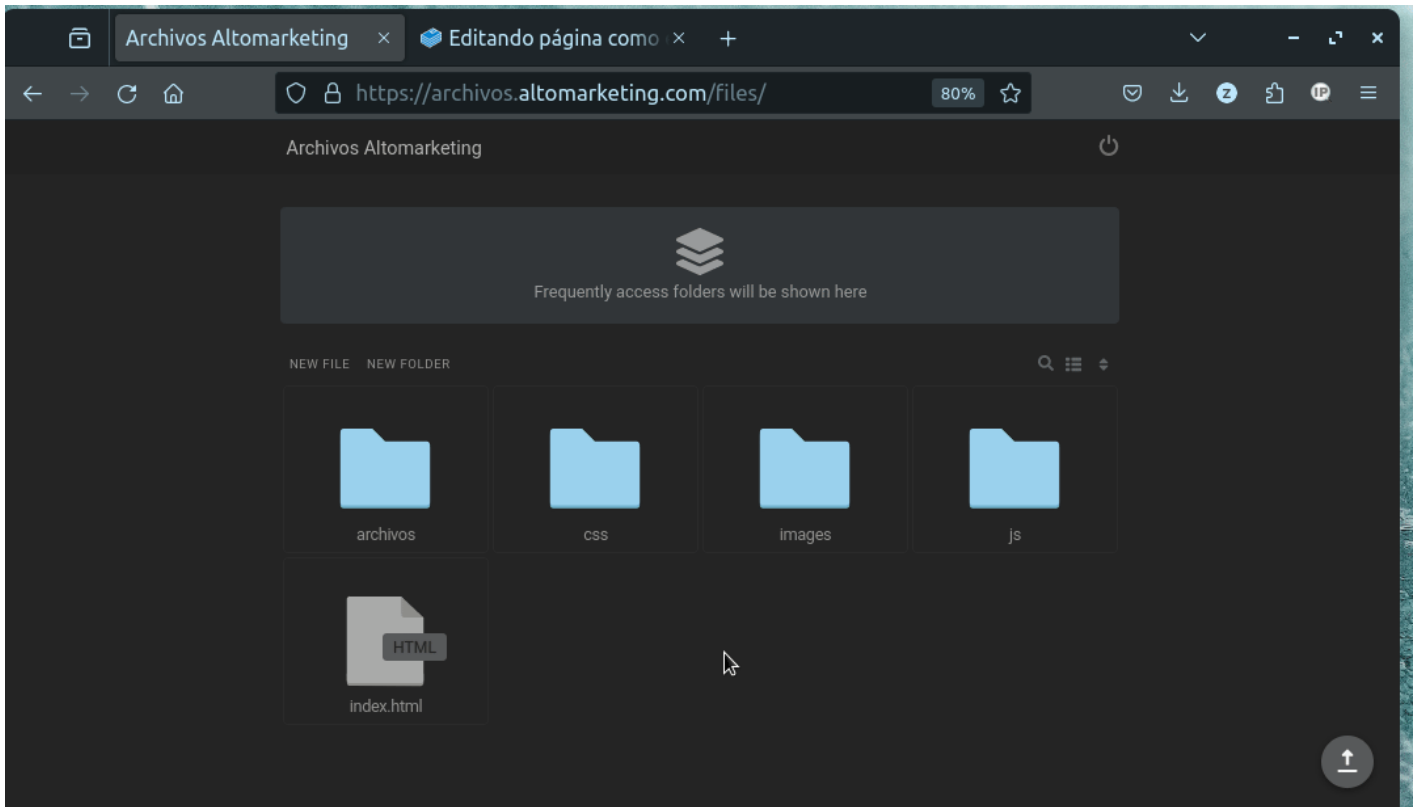 Archivos Altomarketing
Editando página como
https://archivos.altomarketing.com/files/
80%
Z
IP
Archivos Altomarketing
Frequently access folders will be shown here
NEW FILE NEW FOLDER
archivos
css
images
js
HTML
index.html